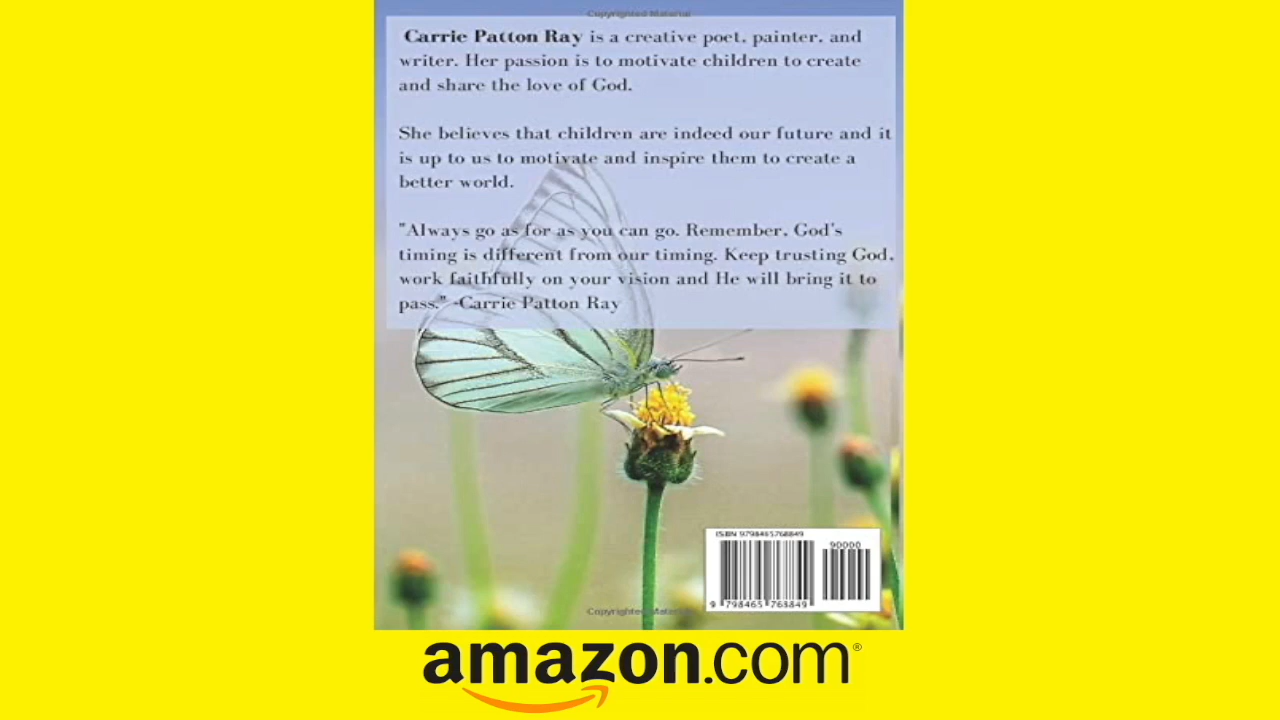 Copyrighted Material
Carrie Patton Ray is a creative poet, painter, and
writer. Her passion is to motivate children to create
and share the love of God.
She believes that children are indeed our future and it
is up to us to motivate and inspire them to create a
better world.
"Always go as for as you can go. Remember, God's
timing is different from our timing. Keep trusting God,
work faithfully on your vision and He will bring it to
pass." -Carrie Patton Ray
ISBN 9798465768849
90000
9 798465 768849
Copyrighted Material
amazon.com®